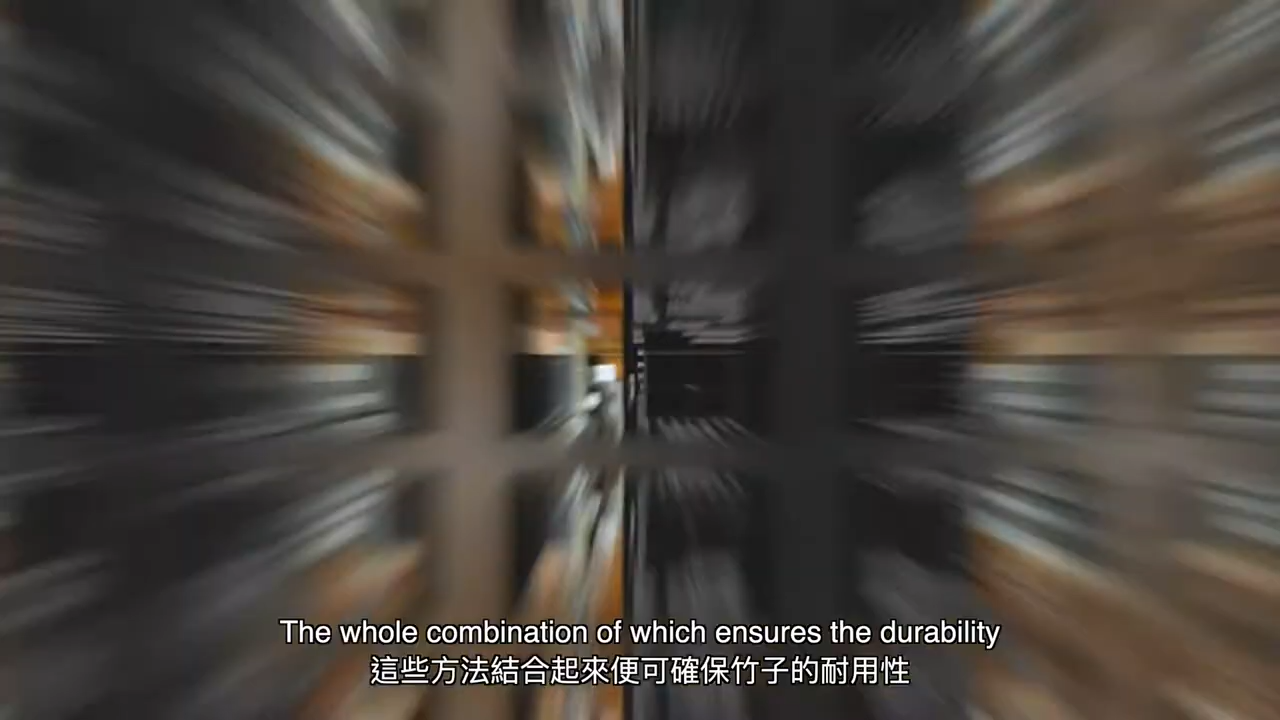 The whole combination of which ensures the durability
這些方法結合起來便可確保竹子的耐用性